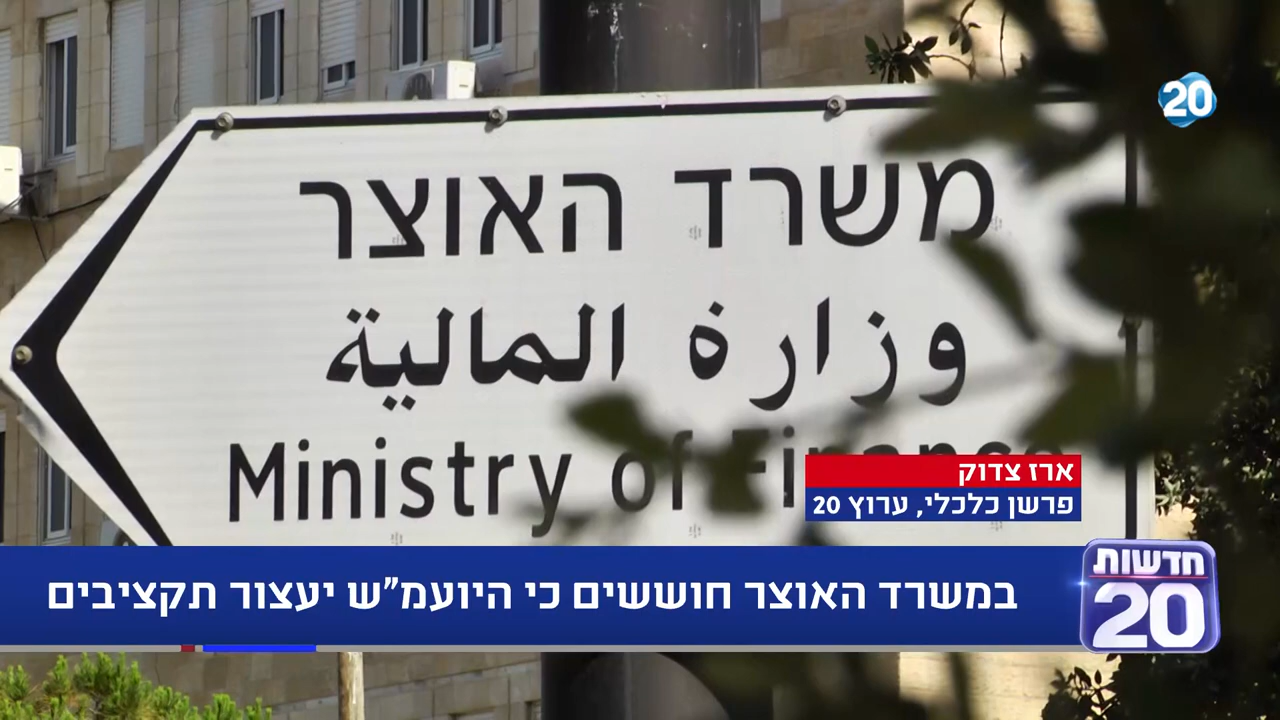 20
משרד האוצר
وزارة المالية
Ministry of Finance
ארז צדוק
פרשן כלכלי, ערוץ 20
במשרד האוצר חוששים כי היועמ"ש יעצור תקציבים
חדשות
20